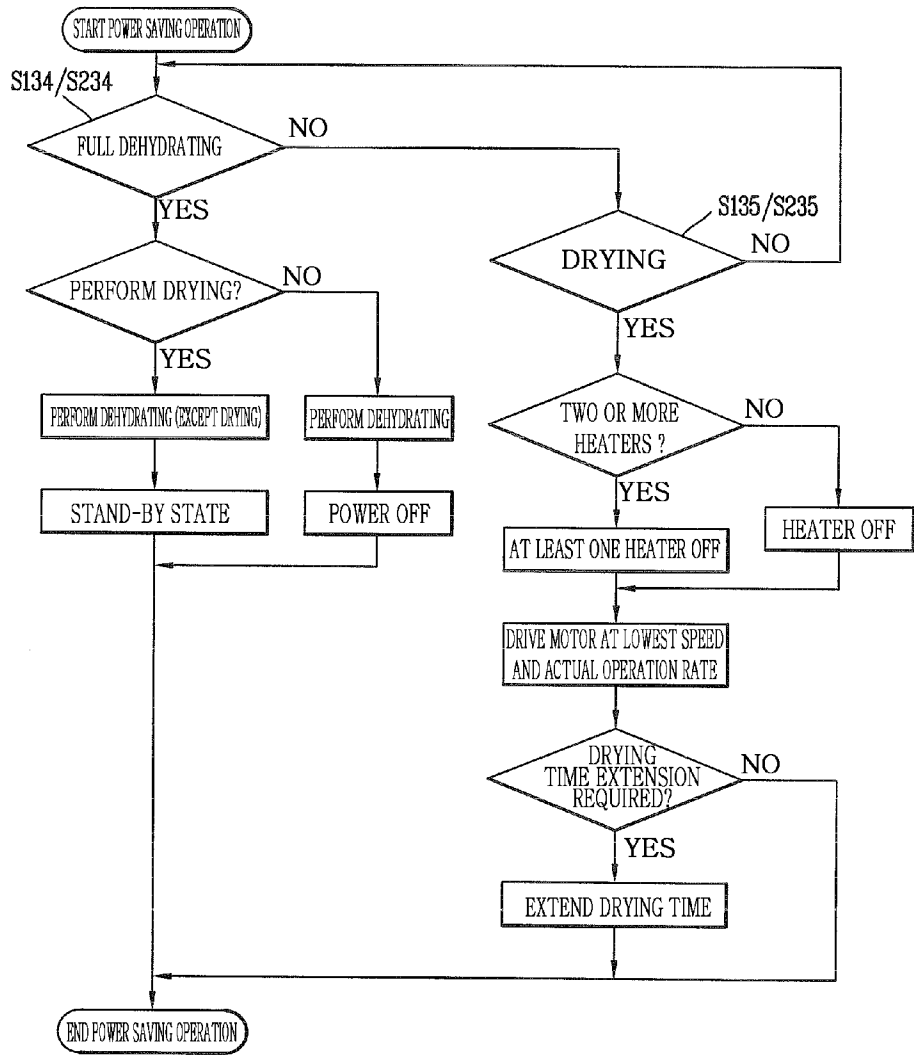 START POWER SAVING OPERATION
S134/S234
FULL DEHYDRATING
NO
YES
S135/S235
DRYING
NO
YES
PERFORM DRYING?
NO
YES
PERFORM DEHYDRATING (EXCEPT DRYING)
PERFORM DEHYDRATING
STAND-BY STATE
POWER OFF
TWO OR MORE
HEATERS ?
NO
YES
AT LEAST ONE HEATER OFF
HEATER OFF
DRIVE MOTOR AT LOWEST SPEED
AND ACTUAL OPERATION RATE
DRYING
TIME EXTENSION
REQUIRED?
NO
YES
EXTEND DRYING TIME
END POWER SAVING OPERATION